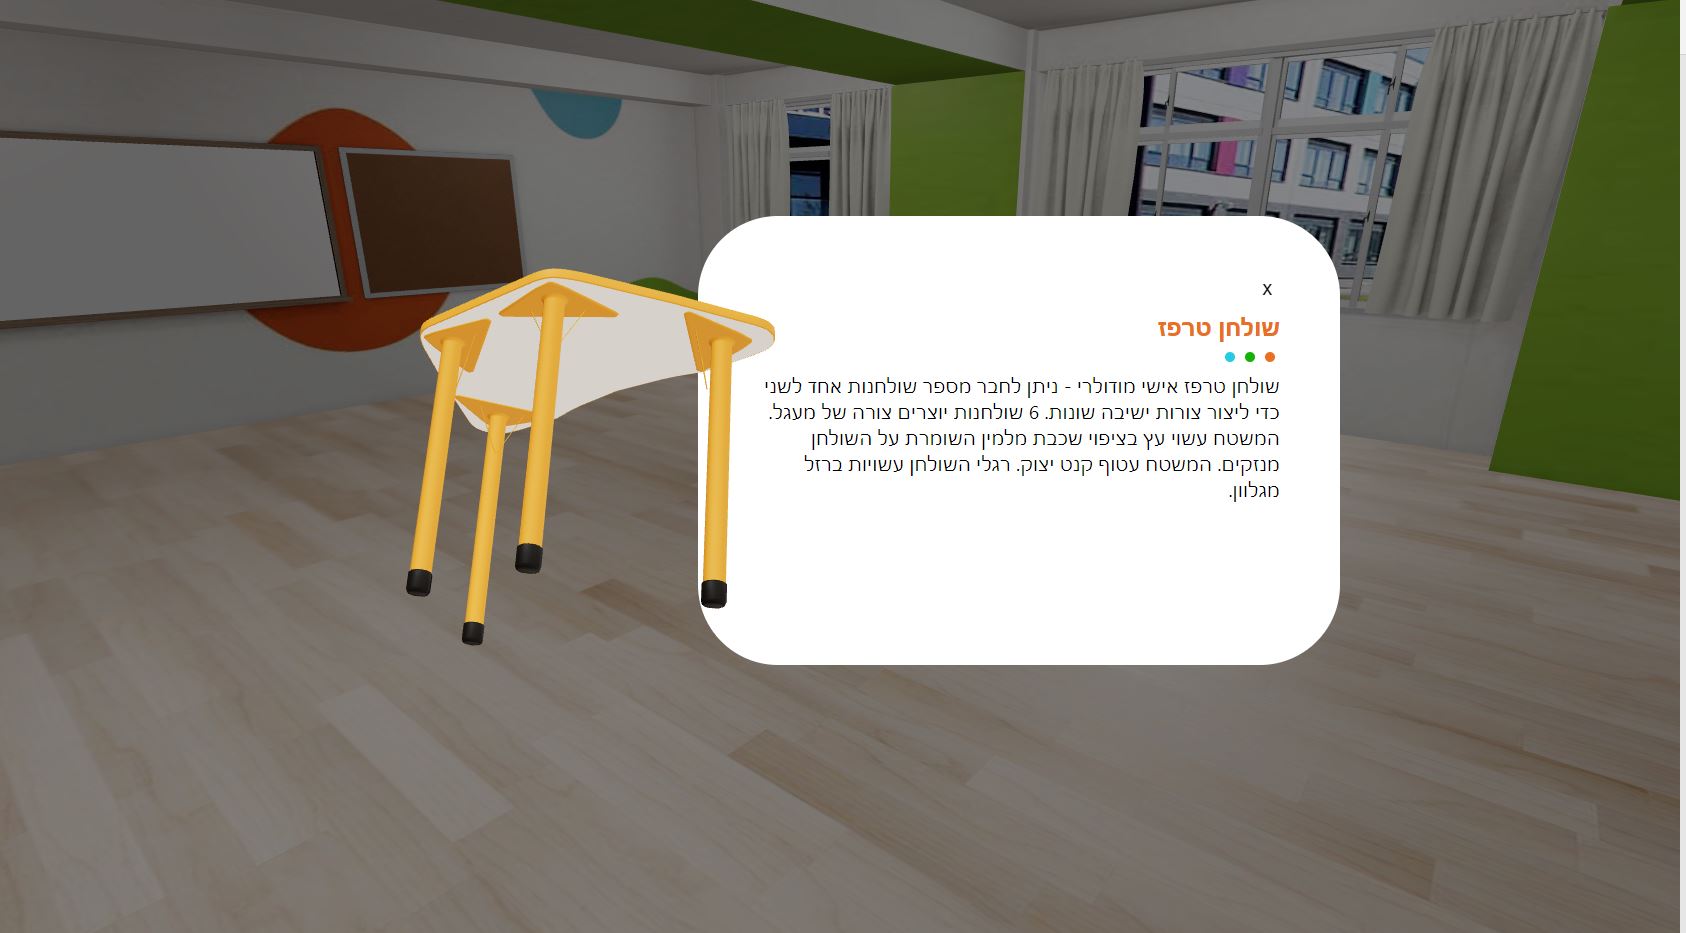 x
שולחן טרפז
שולחן טרפז אישי מודולרי - ניתן לחבר מספר שולחנות אחד לשני
כדי ליצור צורות ישיבה שונות. 6 שולחנות יוצרים צורה של מעגל.
המשטח עשוי עץ בציפוי שכבת מלמין השומרת על השולחן
מנזקים. המשטח עטוף קנט יצוק. רגלי השולחן עשויות ברזל
מגלוון.